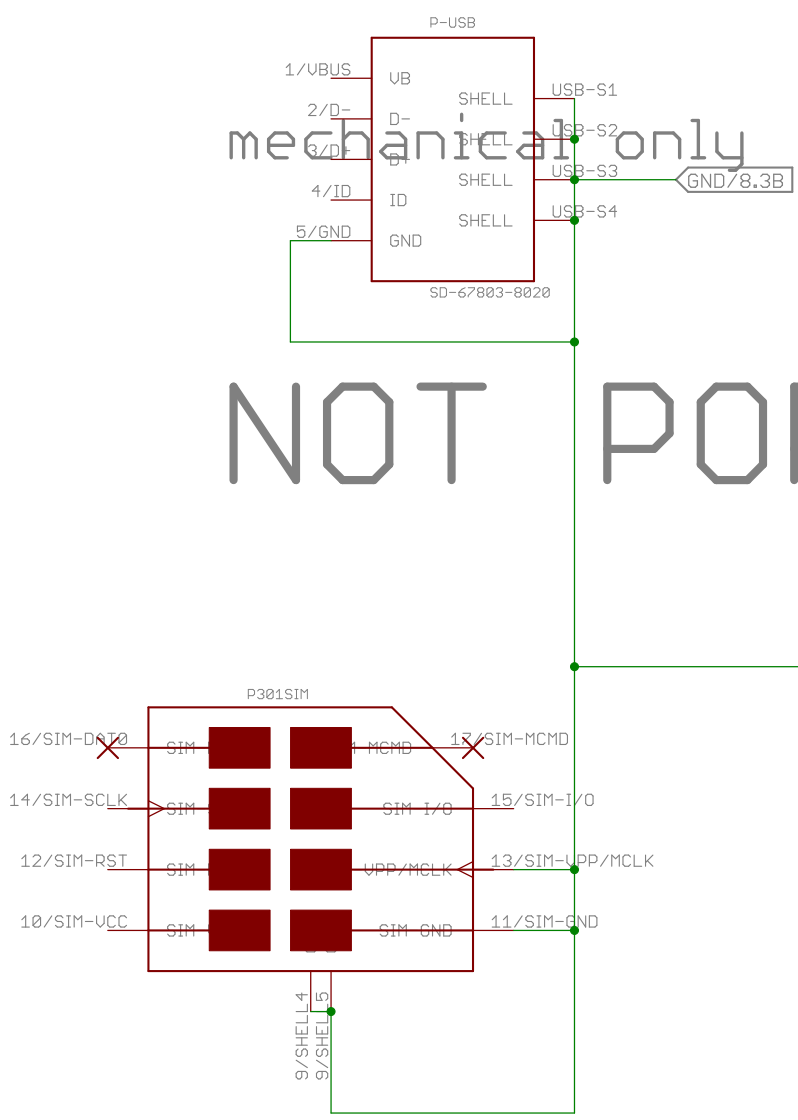 P-USB
1/VBUS
VB
SHELL
USB-S1
2/D-
D-
SHELL
USB-S2
mechanical only
3/D+
D+
SHELL
USB-S3
GND/8.3B
4/ID
ID
SHELL
USB-S4
5/GND
GND
SD-67803-8020
NOT
P301SIM
16/SIM-DAT0
SIM
MCMD
17/SIM-MCMD
14/SIM-SCLK
SIM
SIM I/O
15/SIM-I/O
12/SIM-RST
SIM
VPP/MCLK
13/SIM-VPP/MCLK
10/SIM-VCC
SIM
SIM GND
11/SIM-GND
9/SHELL4
9/SHELL5